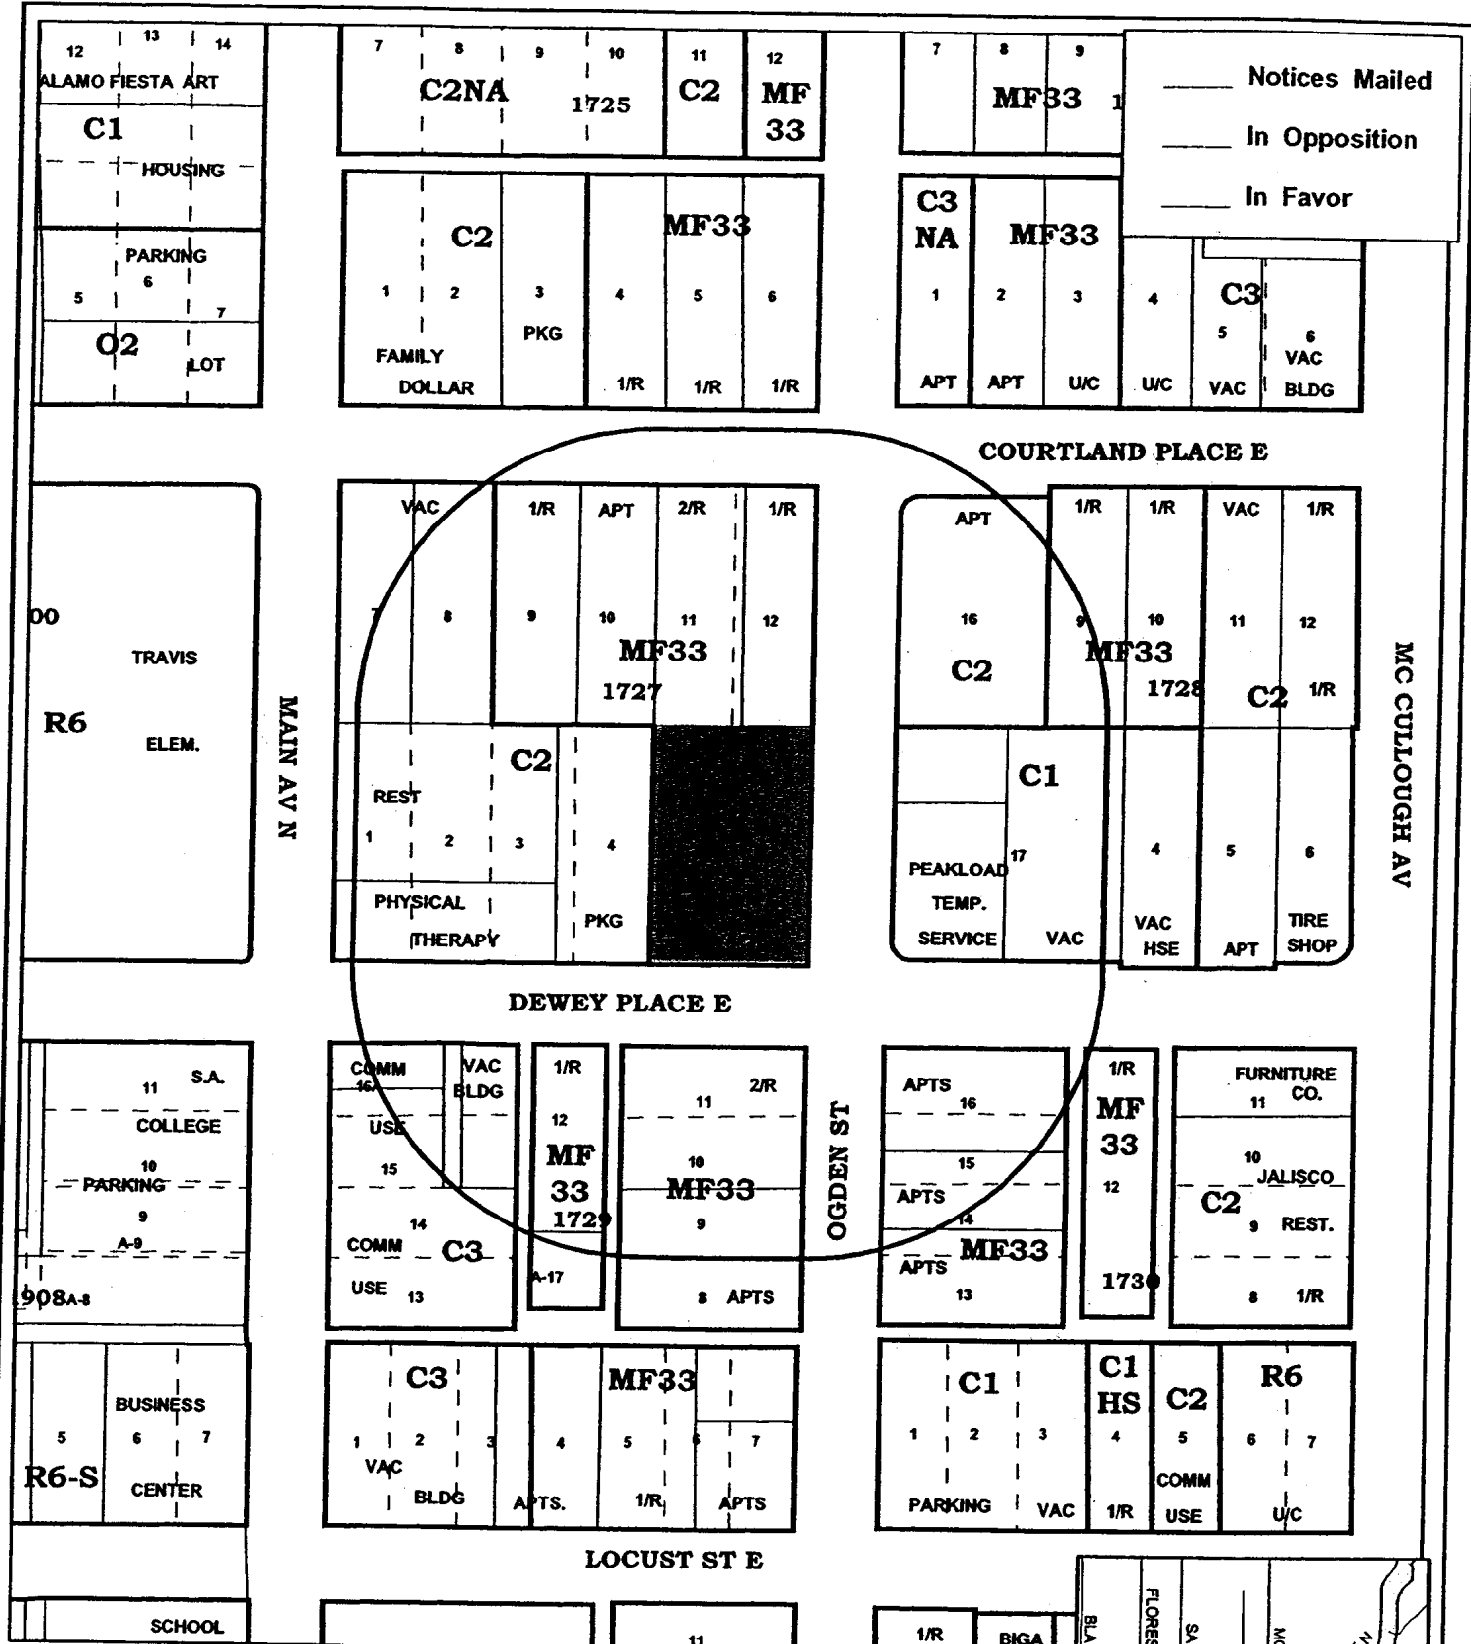 12 13 14
ALAMO FIESTA ART
C1
HOUSING
PARKING
5 6 7
O2
LOT
7 8 9 10 11 12
C2NA 1725 C2 MF
33
7 8 9
MF33
Notices Mailed
In Opposition
In Favor
C2 MF33
1 2 3 4 5 6
PKG
FAMILY
DOLLAR
1/R 1/R 1/R
C3
NA
MF33
C3
1 2 3 4 5 6
VAC
APT APT U/C U/C VAC BLDG
COURTLAND PLACE E
00
TRAVIS
R6
ELEM.
MAIN AV N
VAC 1/R APT 2/R 1/R
7 8 9 10 11 12
MF33
1727
C2
REST
1 2 3 4
PHYSICAL
THERAPY
PKG
APT 1/R 1/R VAC 1/R
16 9 10 11 12
C2 MF33
1728 C2 1/R
C1
PEAKLOAD 17 4 5 6
TEMP.
SERVICE
VAC
VAC
HSE
APT
TIRE
SHOP
MC CULLOUGH AV
DEWEY PLACE E
11 S.A.
COLLEGE
10
PARKING
9
A-9
908 A-8
COMM
16A
USE
15
VAC
BLDG
14
COMM C3
USE 13
1/R
12
MF
33
1729
A-17
2/R
11
10
MF33
9
8 APTS
OGDEN ST
APTS
16
15
APTS
14
MF33
APTS
13
1/R
MF
33
12
173
FURNITURE
CO.
11
10
JALISCO
C2
9 REST.
8 1/R
BUSINESS
5 6 7
R6-S
CENTER
C3 MF33
1 2 3 4 5 6 7
VAC
BLDG APTS. 1/R APTS
C1 C1
HS C2 R6
1 2 3 4 5 6 7
COMM
PARKING VAC 1/R USE U/C
LOCUST ST E
SCHOOL
11
1/R
BIGA
BLA
FLORES
SA
MC